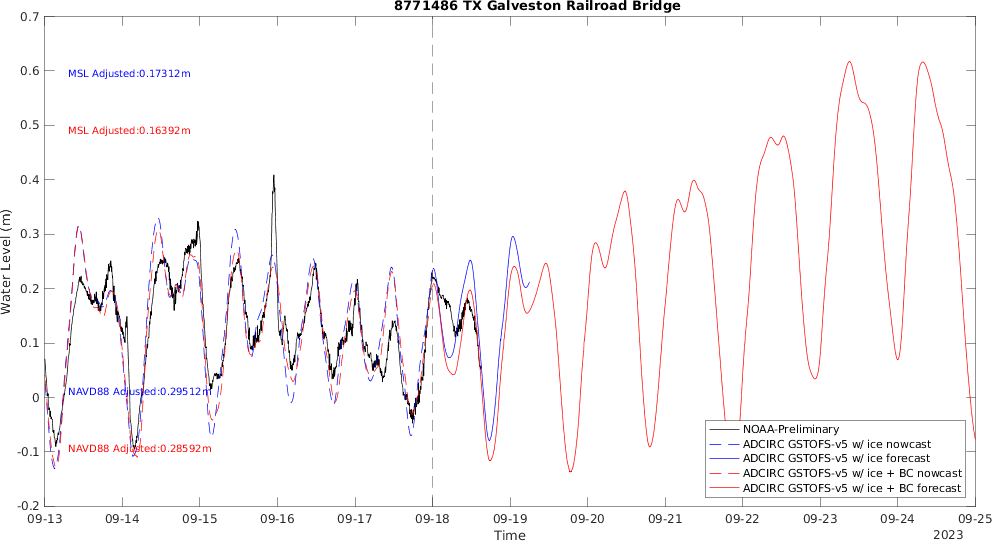 8771486 TX Galveston Railroad Bridge
0.7
0.6
0.5
0.4
0.3
0.2
0.1
0
-0.1
-0.2
Water Level (m)
MSL Adjusted:0.17312m
MSL Adjusted:0.16392m
NAVD88 Adjusted:0.29512m
NAVD88 Adjusted:0.28592m
NOAA-Preliminary
ADCIRC GSTOFS-v5 w/ ice nowcast
ADCIRC GSTOFS-v5 w/ ice forecast
ADCIRC GSTOFS-v5 w/ ice + BC nowcast
ADCIRC GSTOFS-v5 w/ ice + BC forecast
09-13 09-14 09-15 09-16 09-17 09-18 09-19 09-20 09-21 09-22 09-23 09-24 09-25
Time
2023